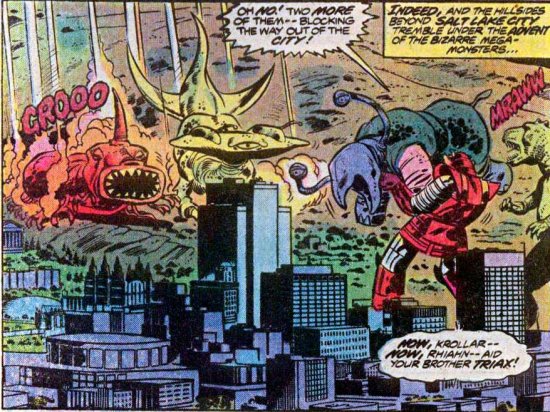 OH NO! TWO MORE
OF THEM-- BLOCKING
THE WAY OUT OF THE
CITY!
INDEED, AND THE HILLSIDES
BEYOND SALT LAKE CITY
TREMBLE UNDER THE ADVENT
OF THE BIZARRE MEGA-
MONSTERS...
GROOO
MRAWW
NOW, KROLLAR--
NOW, RHIAHN-- AID
YOUR BROTHER TRIAX!